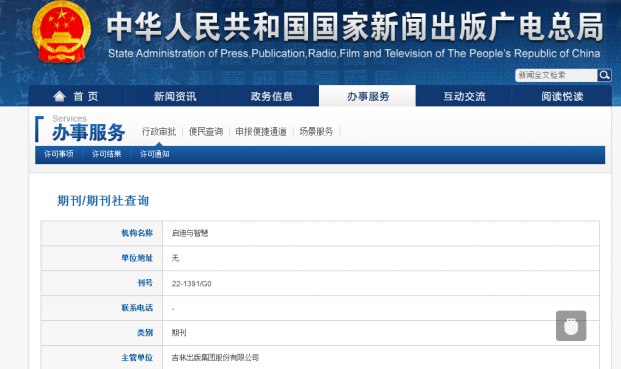 中华人民共和国国家新闻出版广电总局
State Administration of Press,Publication,Radio,Film and Television of The People's Republic of China
新闻全文检索
首 页 新闻资讯 政务信息 办事服务 互动交流 阅读悦读
Services
办事服务 行政审批 便民查询 申报便捷通道 场景服务
许可事项 许可结果 许可通知
期刊/期刊社查询
机构名称 启迪与智慧
单位地址 无
刊号 22-1391/G0
联系电话 -
类别 期刊
主管单位 吉林出版集团股份有限公司